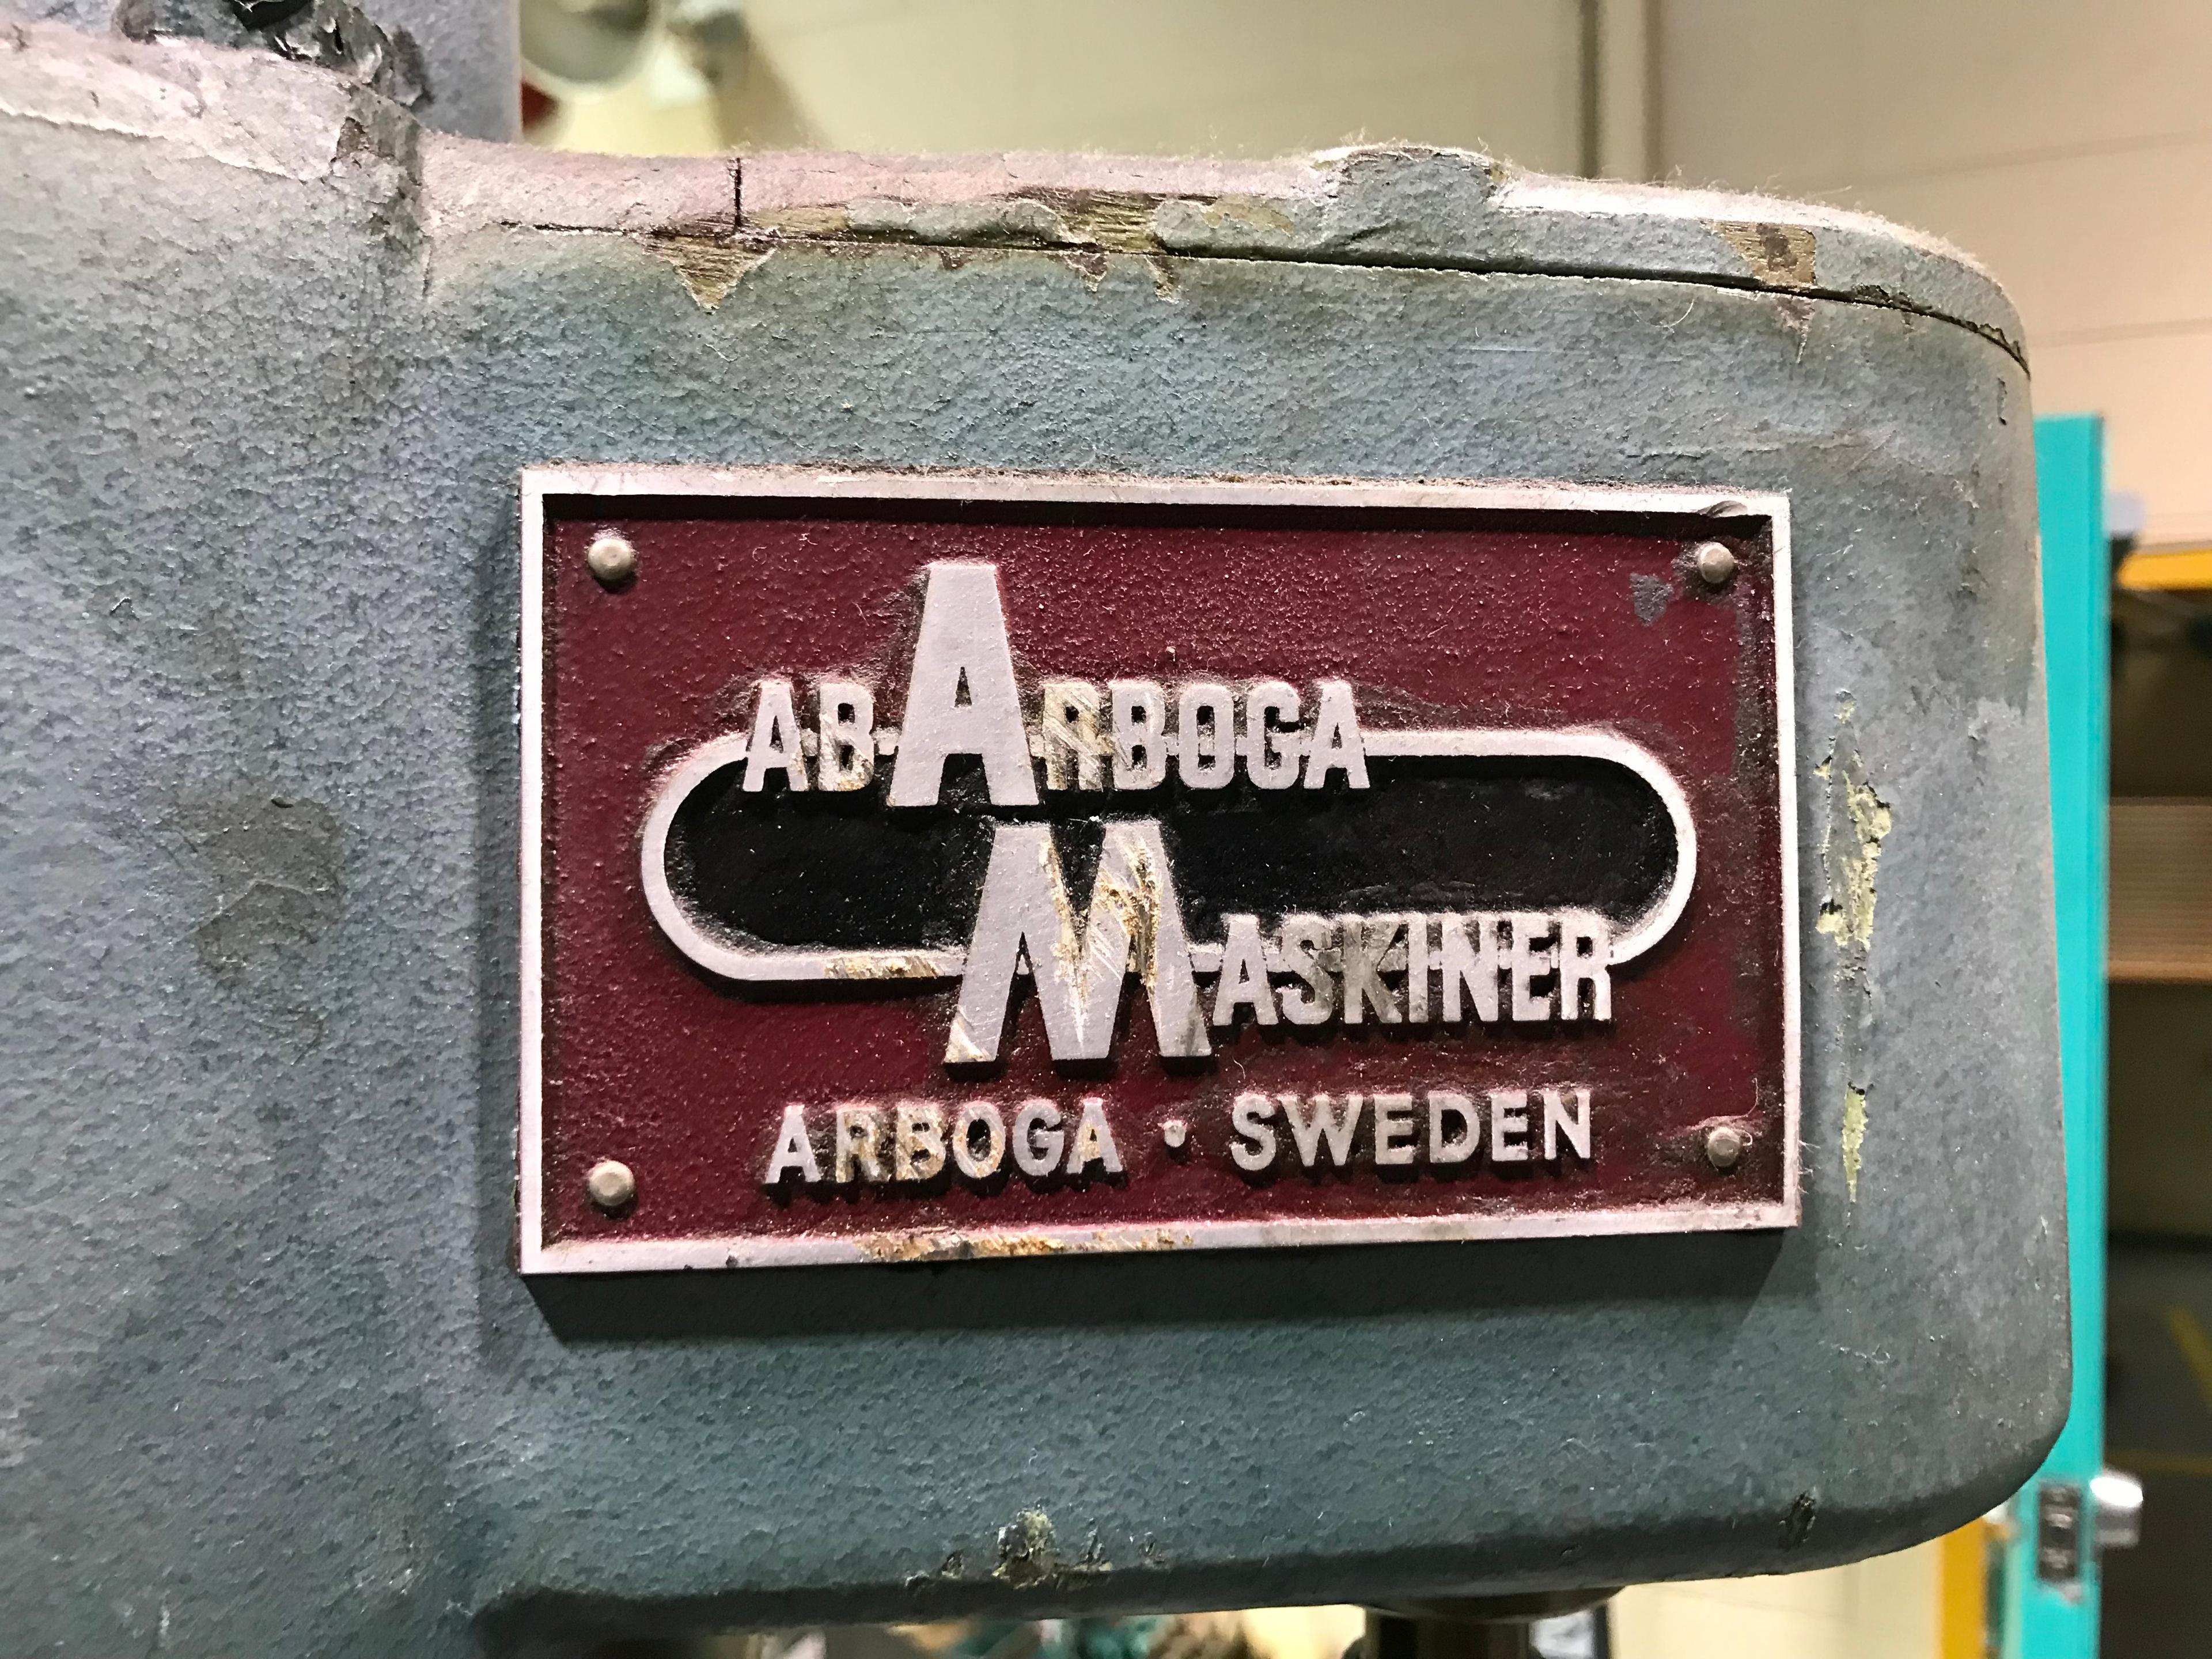 AB ARBOGA
MASKINER
ARBOGA · SWEDEN